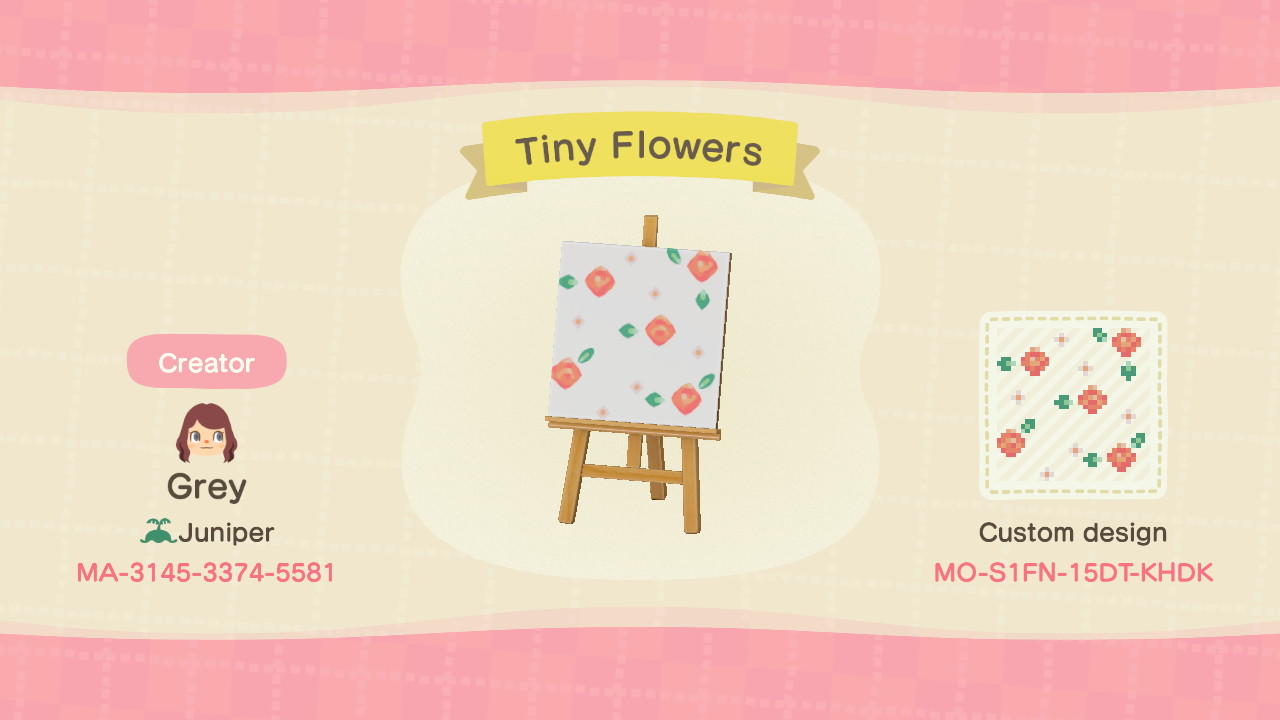 Tiny Flowers
Creator
Grey
Juniper
MA-3145-3374-5581
Custom design
MO-S1FN-15DT-KHDK